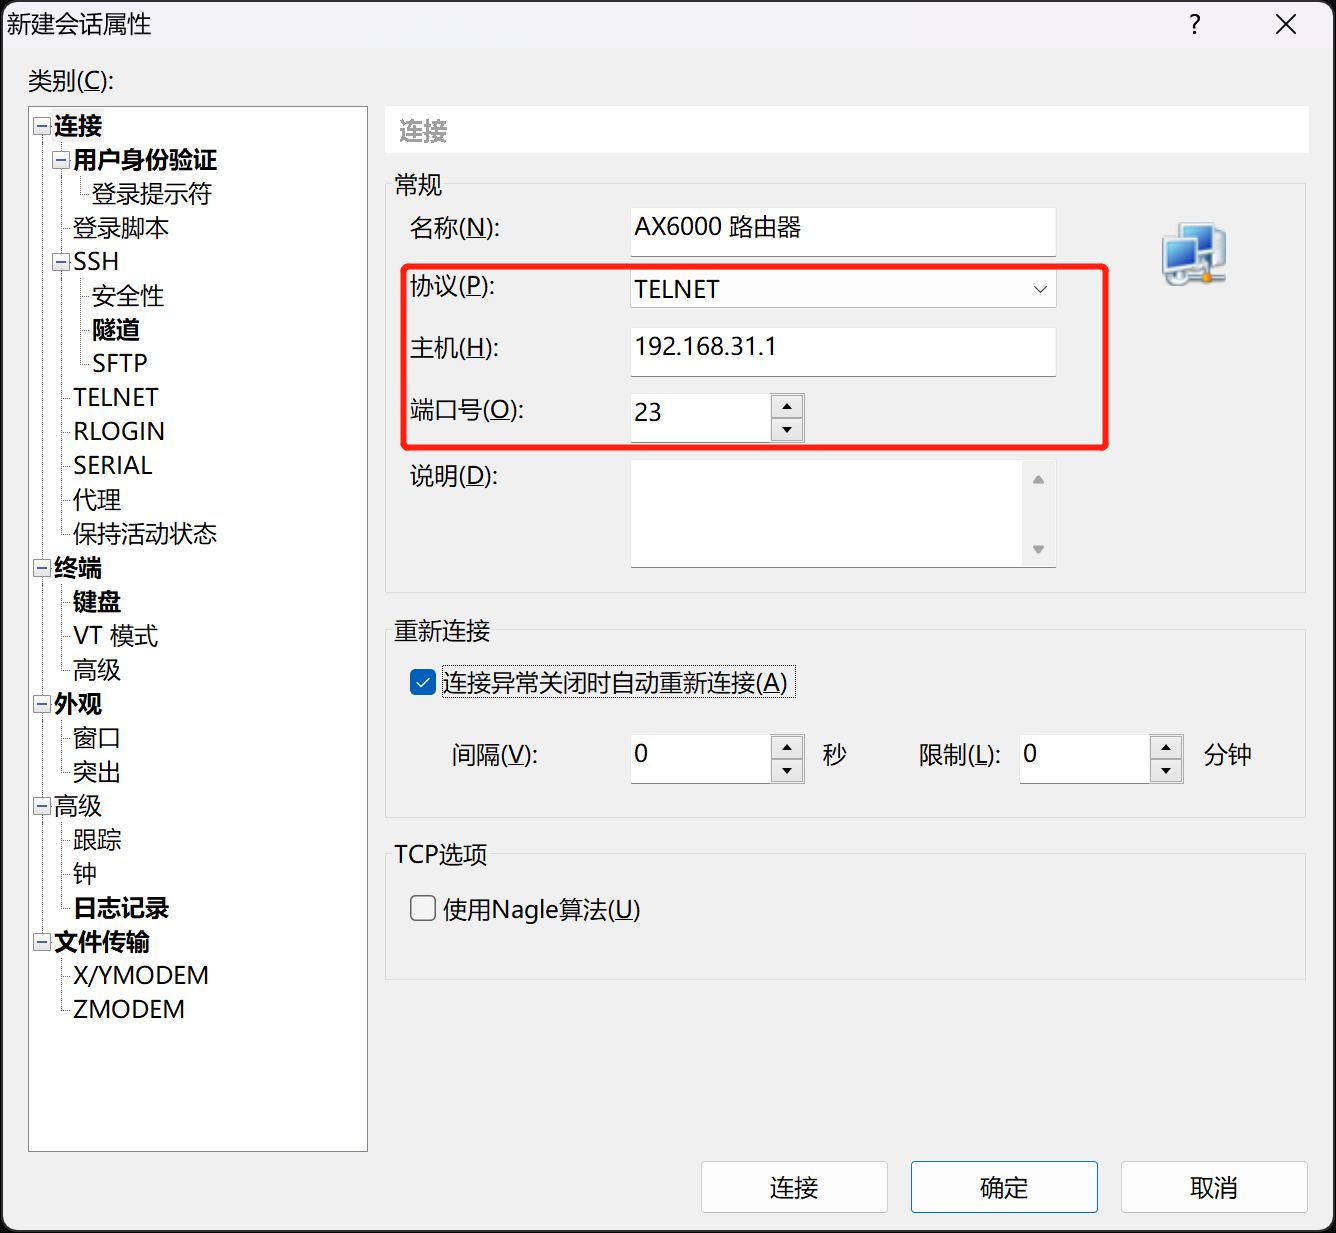 新建会话属性
?
类别(C):
连接
用户身份验证
登录提示符
登录脚本
SSH
安全性
隧道
SFTP
TELNET
RLOGIN
SERIAL
代理
保持活动状态
终端
键盘
VT 模式
高级
外观
窗口
突出
高级
跟踪
钟
日志记录
文件传输
X/YMODEM
ZMODEM
连接
常规
名称(N): AX6000 路由器
协议(P): TELNET
主机(H): 192.168.31.1
端口号(O): 23
说明(D):
重新连接
连接异常关闭时自动重新连接(A)
间隔(V): 0 秒 限制(L): 0 分钟
TCP选项
使用Nagle算法(U)
连接 确定 取消